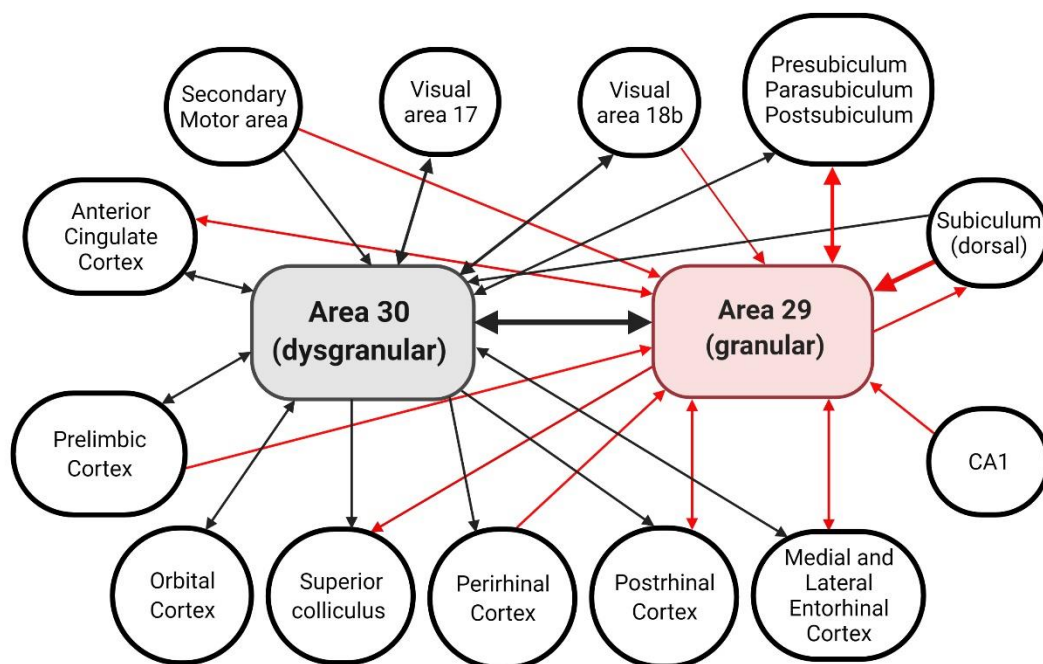 Secondary
Motor area
Visual
area 17
Visual
area 18b
Presubiculum
Parasubiculum
Postsubiculum
Anterior
Cingulate
Cortex
Subiculum
(dorsal)
Area 30
(dysgranular)
Area 29
(granular)
Prelimbic
Cortex
CA1
Orbital
Cortex
Superior
colliculus
Perirhinal
Cortex
Postrhinal
Cortex
Medial and
Lateral
Entorhinal
Cortex